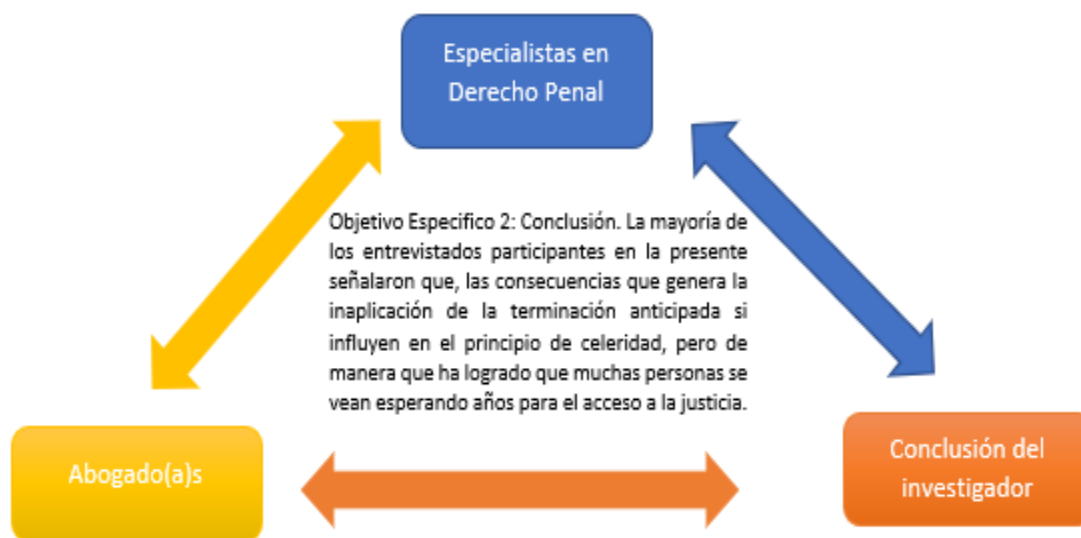 Especialistas en
Derecho Penal
Objetivo Especifico 2: Conclusión. La mayoría de
los entrevistados participantes en la presente
señalaron que, las consecuencias que genera la
inaplicación de la terminación anticipada si
influyen en el principio de celeridad, pero de
manera que ha logrado que muchas personas se
vean esperando años para el acceso a la justicia.
Abogado(a)s
Conclusión del
investigador